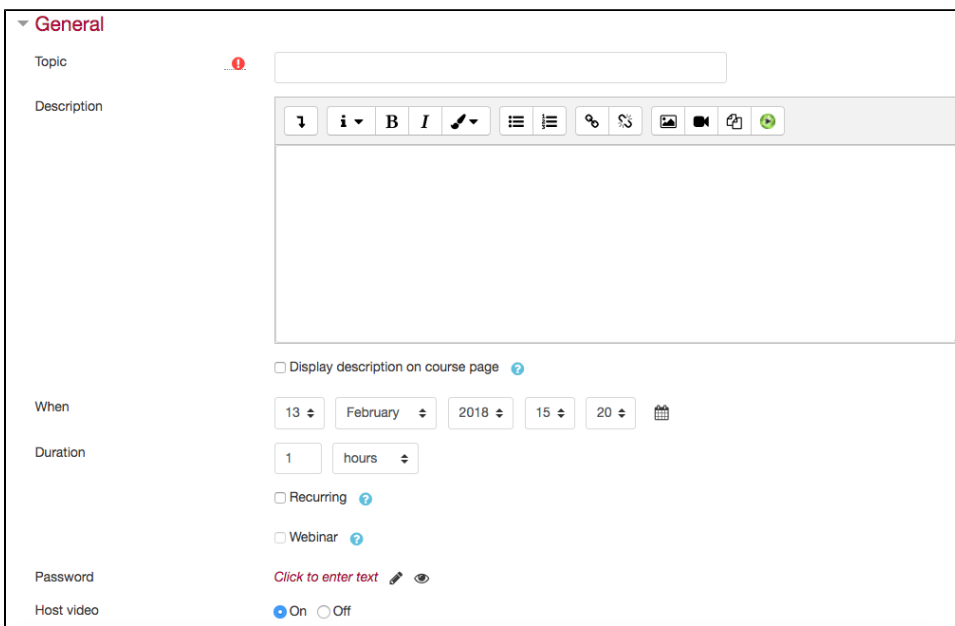 General
Topic
Description
i B I
Display description on course page
When 13 February 2018 15 20
Duration 1 hours
Recurring
Webinar
Password Click to enter text
Host video On Off